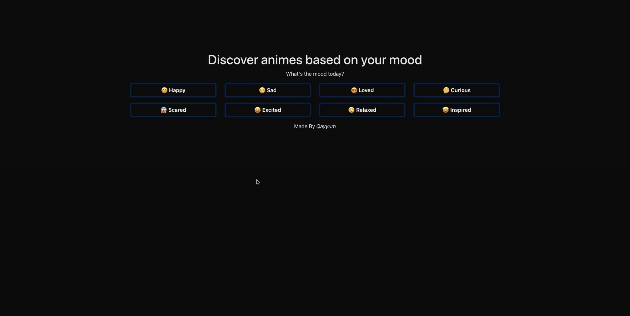 Discover animes based on your mood
What's the mood today?
😊 Happy
😢 Sad
🥰 Loved
🤔 Curious
😱 Scared
😄 Excited
😌 Relaxed
🤩 Inspired
Made By Qayyum